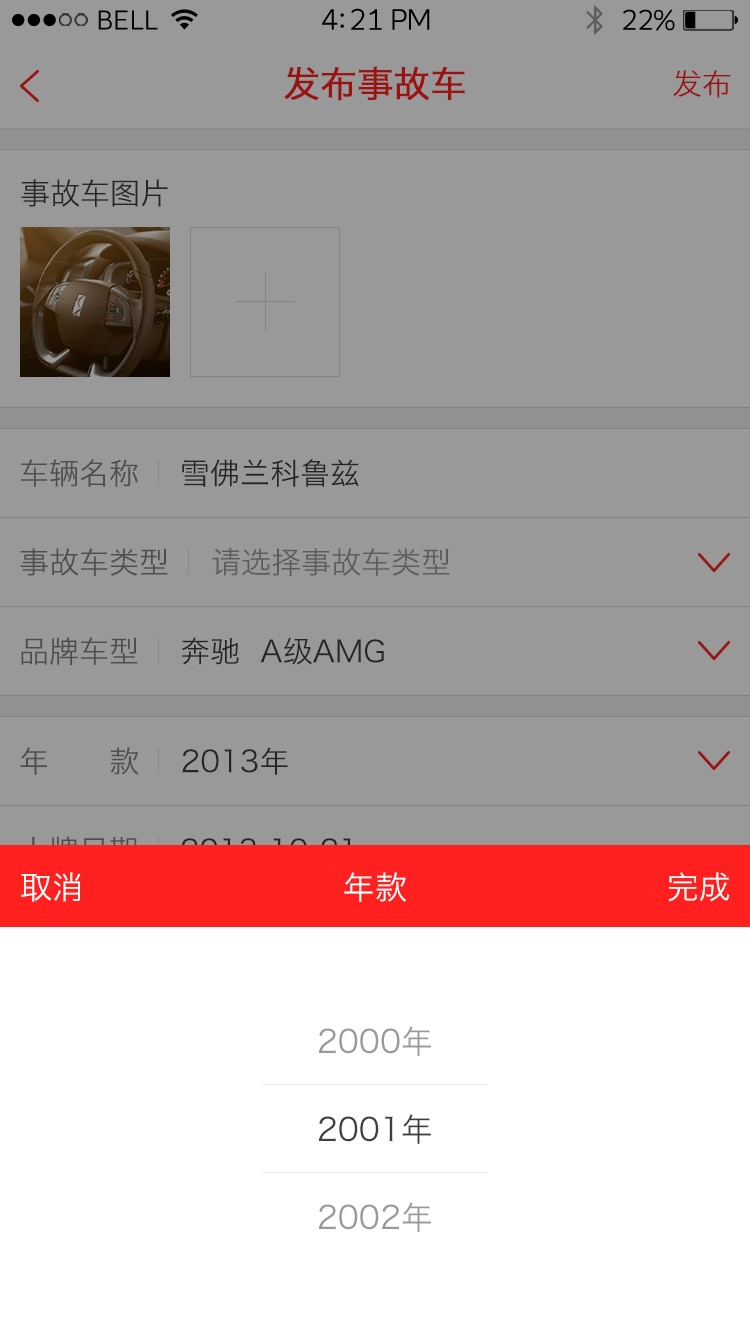 BELL 4:21 PM 22%
发布事故车 发布
事故车图片
车辆名称 雪佛兰科鲁兹
事故车类型 请选择事故车类型
品牌车型 奔驰 A级AMG
年 款 2013年
取消 年款 完成
2000年
2001年
2002年